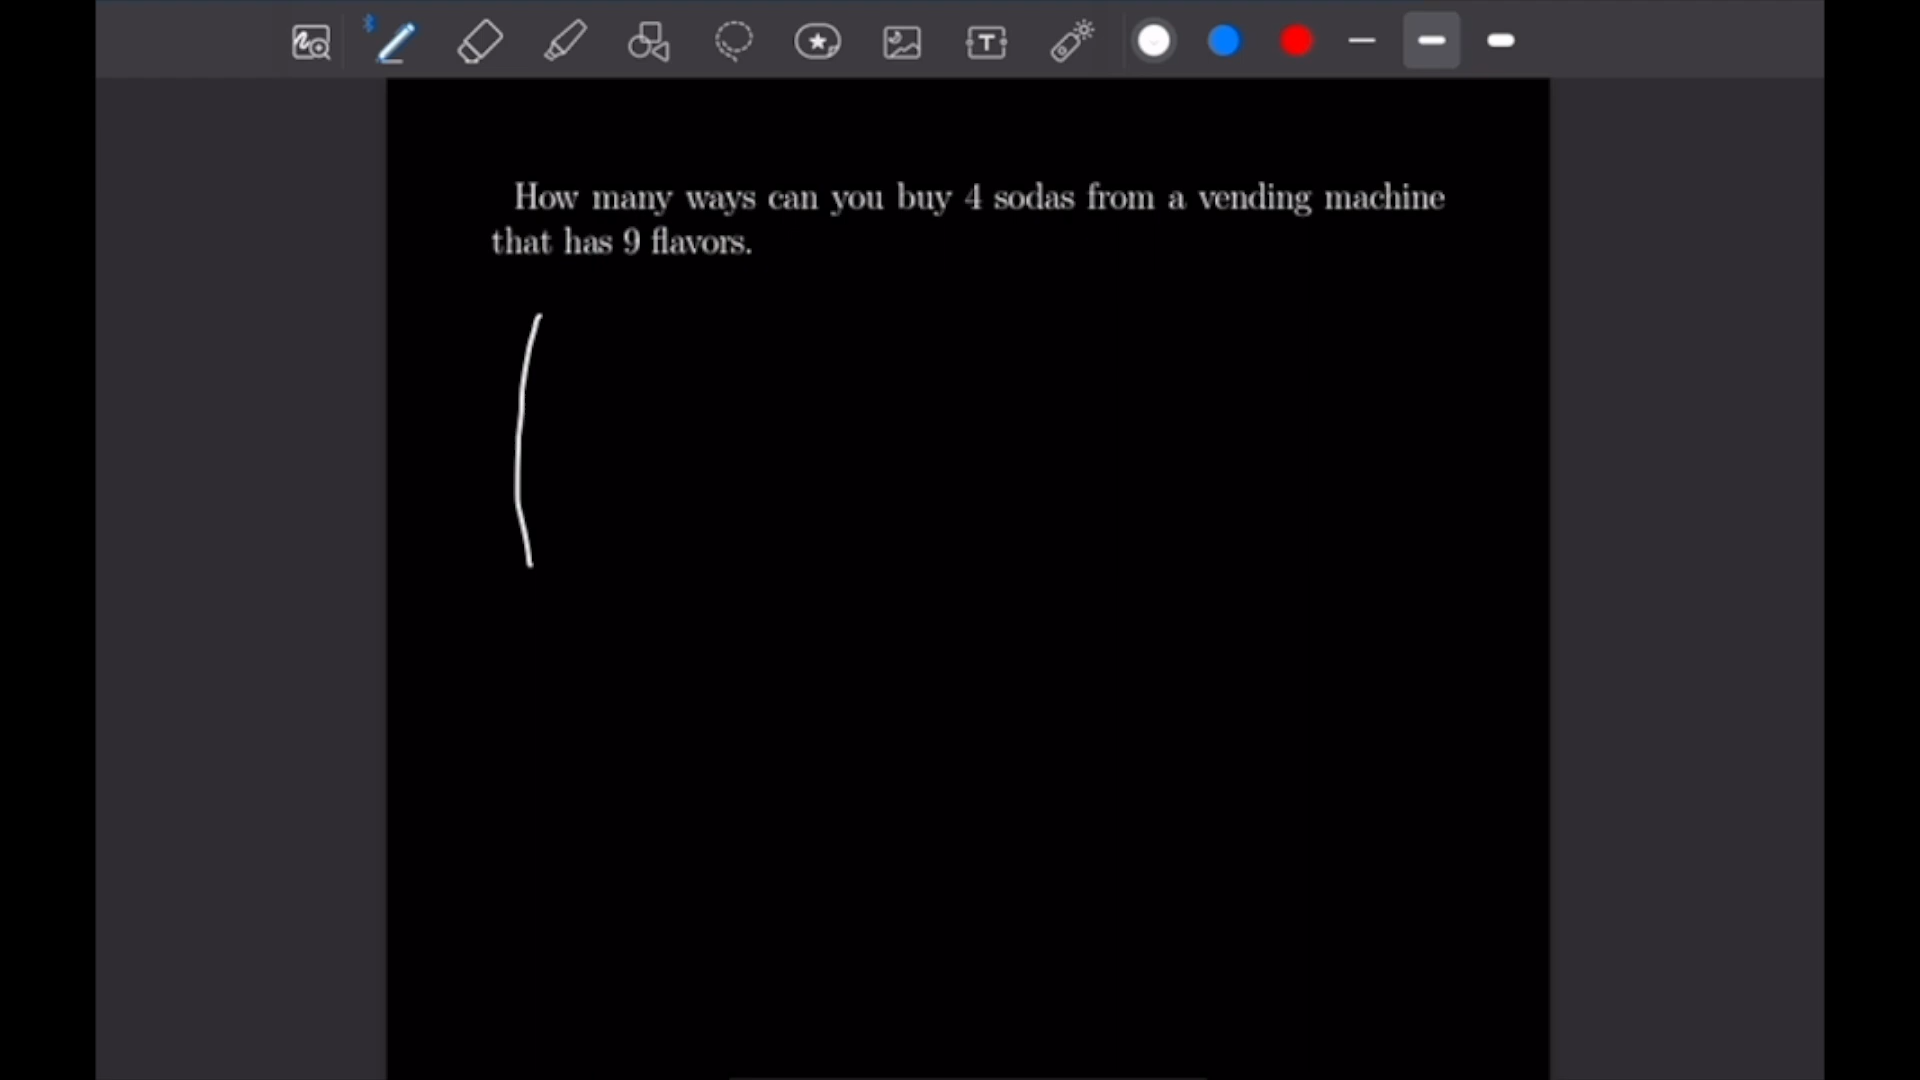 How many ways can you buy 4 sodas from a vending machine
that has 9 flavors.